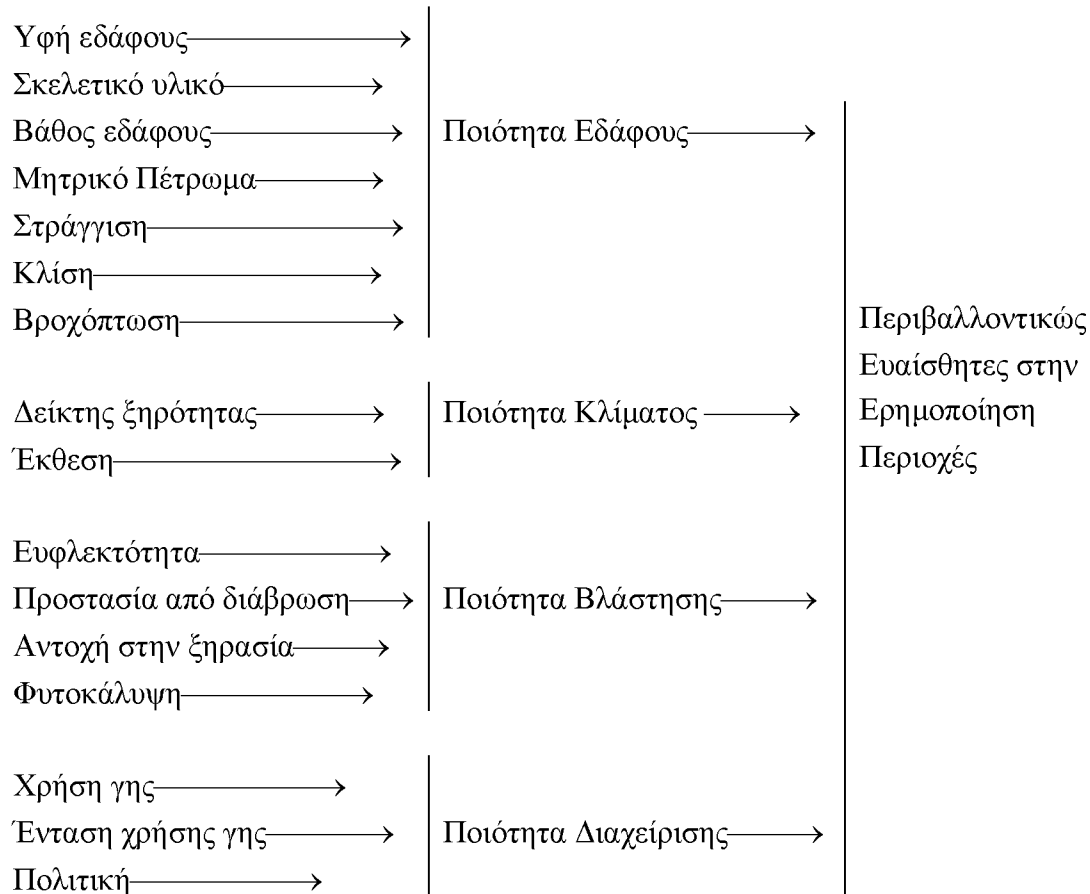 Υφή εδάφους
Σκελετικό υλικό
Βάθος εδάφους
Μητρικό Πέτρωμα
Στράγγιση
Κλίση
Βροχόπτωση
Ποιότητα Εδάφους
Δείκτης ξηρότητας
Έκθεση
Ποιότητα Κλίματος
Ευφλεκτότητα
Προστασία από διάβρωση
Αντοχή στην ξηρασία
Φυτοκάλυψη
Ποιότητα Βλάστησης
Χρήση γης
Ένταση χρήσης γης
Πολιτική
Ποιότητα Διαχείρισης
Περιβαλλοντικώς
Ευαίσθητες στην
Ερημοποίηση
Περιοχές